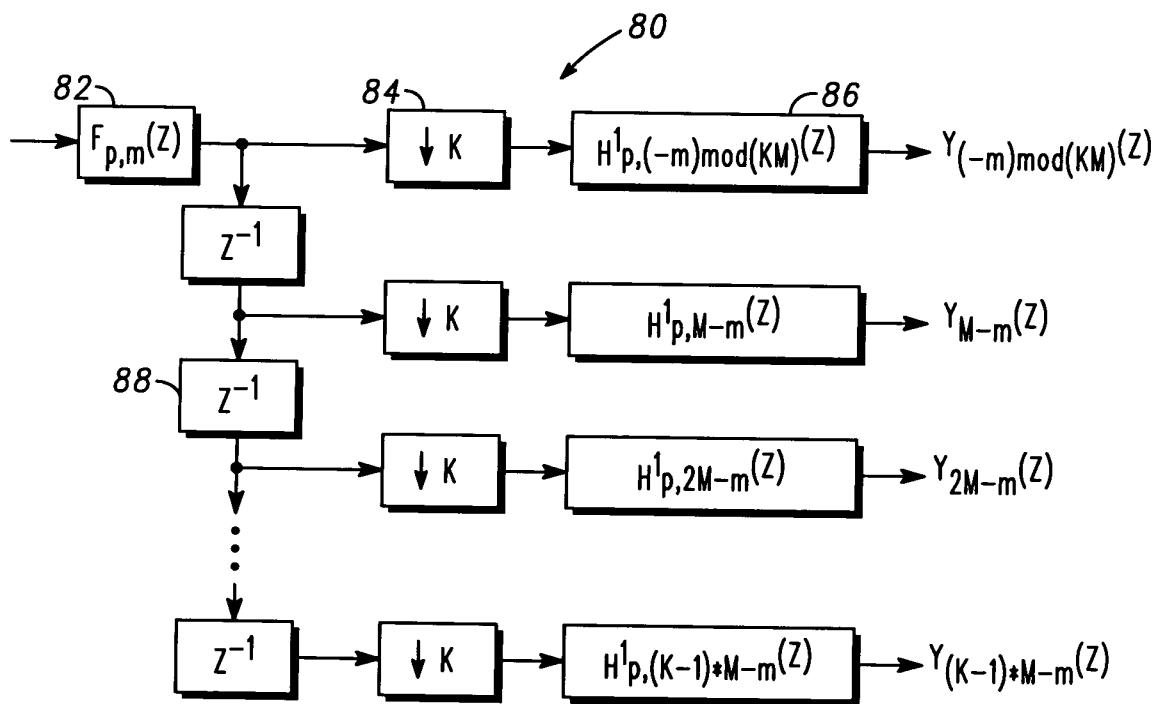 80
82
84
86
F_{p,m}(Z)
↓ K
H^1_{p,(-m)mod(KM)}(Z)
Y_{(-m)mod(KM)}(Z)
Z^{-1}
↓ K
H^1_{p,M-m}(Z)
Y_{M-m}(Z)
88
Z^{-1}
↓ K
H^1_{p,2M-m}(Z)
Y_{2M-m}(Z)
Z^{-1}
↓ K
H^1_{p,(K-1)*M-m}(Z)
Y_{(K-1)*M-m}(Z)